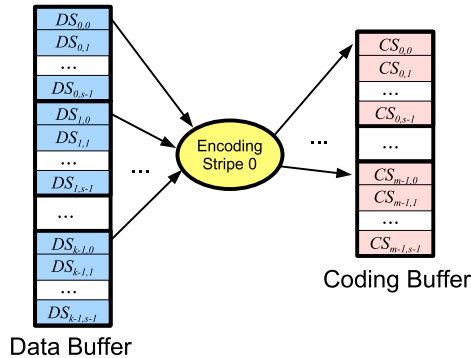 DS0,0
DS0,1
...
DS0,s-1
DS1,0
DS1,1
...
DS1,s-1
...
DSk-1,0
DSk-1,1
...
DSk-1,s-1
Data Buffer
...
Encoding
Stripe 0
...
CS0,0
CS0,1
...
CS0,s-1
...
CSm-1,0
CSm-1,1
...
CSm-1,s-1
Coding Buffer